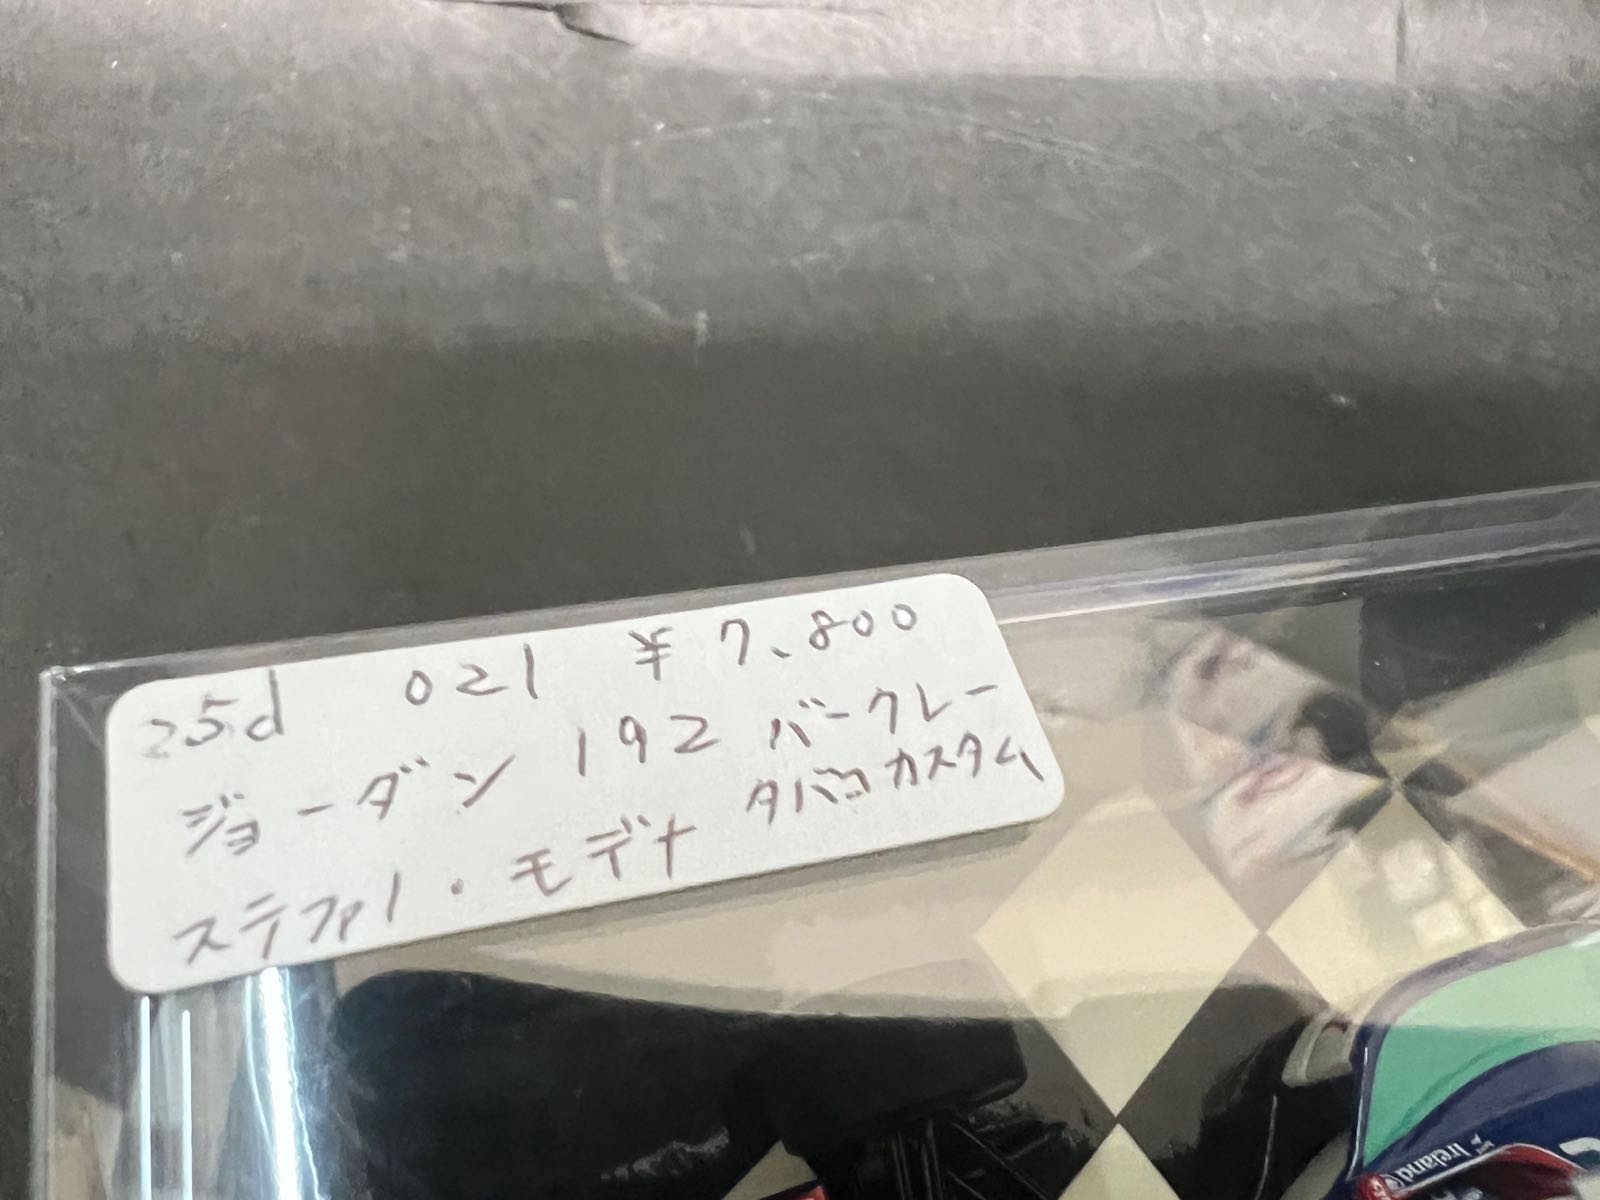 25d 021 ¥7,800
ジョーダン 192 バークレー
タバコカスタム
ステファノ・モデナ
Ireland